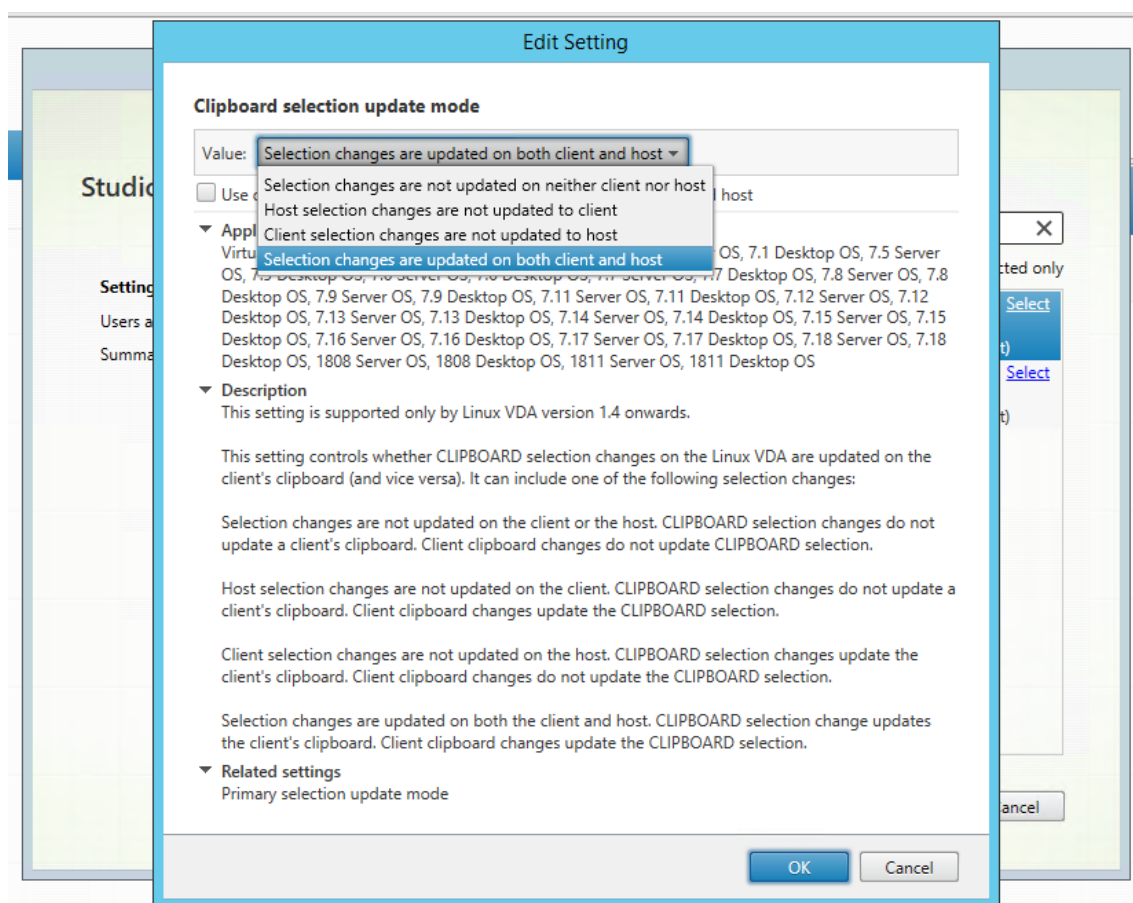 Edit Setting
Clipboard selection update mode
Value: Selection changes are updated on both client and host
Selection changes are not updated on neither client nor host
Use host
Host selection changes are not updated to client
Client selection changes are not updated to host
Selection changes are updated on both client and host
OS, 7.1 Desktop OS, 7.5 Server
OS, 7.8 Server OS, 7.8
Desktop OS, 7.9 Server OS, 7.9 Desktop OS, 7.11 Server OS, 7.11 Desktop OS, 7.12 Server OS, 7.12
Desktop OS, 7.13 Server OS, 7.13 Desktop OS, 7.14 Server OS, 7.14 Desktop OS, 7.15 Server OS, 7.15
Desktop OS, 7.16 Server OS, 7.16 Desktop OS, 7.17 Server OS, 7.17 Desktop OS, 7.18 Server OS, 7.18
Desktop OS, 1808 Server OS, 1808 Desktop OS, 1811 Server OS, 1811 Desktop OS
Description
This setting is supported only by Linux VDA version 1.4 onwards.
This setting controls whether CLIPBOARD selection changes on the Linux VDA are updated on the
client's clipboard (and vice versa). It can include one of the following selection changes:
Selection changes are not updated on the client or the host. CLIPBOARD selection changes do not
update a client's clipboard. Client clipboard changes do not update CLIPBOARD selection.
Host selection changes are not updated on the client. CLIPBOARD selection changes do not update a
client's clipboard. Client clipboard changes update the CLIPBOARD selection.
Client selection changes are not updated on the host. CLIPBOARD selection changes update the
client's clipboard. Client clipboard changes do not update the CLIPBOARD selection.
Selection changes are updated on both the client and host. CLIPBOARD selection change updates
the client's clipboard. Client clipboard changes update the CLIPBOARD selection.
Related settings
Primary selection update mode
OK
Cancel
Studio
Setting
Users a
Summa
cted only
Select
t)
Select
t)
ancel